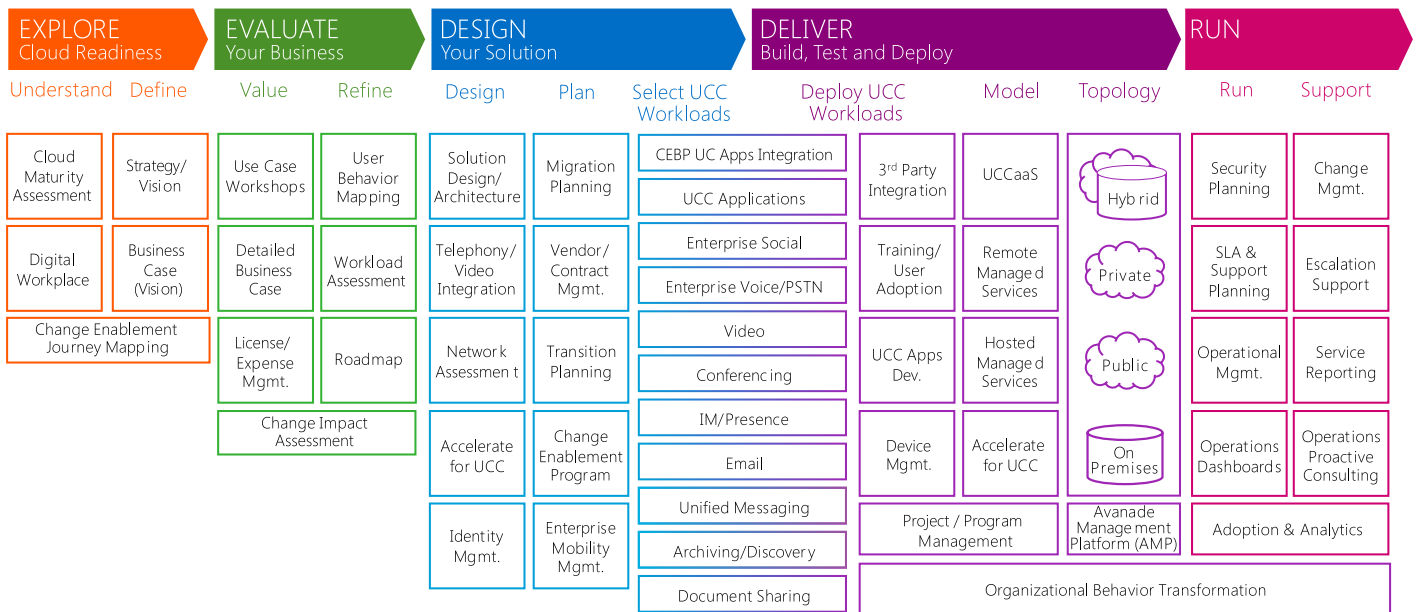 EXPLORE
Cloud Readiness
EVALUATE
Your Business
DESIGN
Your Solution
DELIVER
Build, Test and Deploy
RUN
Understand
Define
Value
Refine
Design
Plan
Select UCC
Workloads
Deploy UCC
Workloads
Model
Topology
Run
Support
Cloud
Maturity
Assessment
Strategy/
Vision
Digital
Workplace
Business
Case
(Vision)
Change Enablement
Journey Mapping
Use Case
Workshops
User
Behavior
Mapping
Detailed
Business
Case
Workload
Assessment
License/
Expense
Mgmt.
Roadmap
Change Impact
Assessment
Solution
Design/
Architecture
Migration
Planning
Telephony/
Video
Integration
Vendor/
Contract
Mgmt.
Network
Assessment
Transition
Planning
Accelerate
for UCC
Change
Enablement
Program
Identity
Mgmt.
Enterprise
Mobility
Mgmt.
CEBP UC Apps Integration
UCC Applications
Enterprise Social
Enterprise Voice/PSTN
Video
Conferencing
IM/Presence
Email
Unified Messaging
Archiving/Discovery
Document Sharing
3rd Party
Integration
UCCaaS
Training/
User
Adoption
Remote
Managed
Services
UCC Apps
Dev.
Hosted
Managed
Services
Device
Mgmt.
Accelerate
for UCC
Project / Program
Management
Hybrid
Private
Public
On
Premises
Avanade
Management
Platform (AMP)
Security
Planning
Change
Mgmt.
SLA &
Support
Planning
Escalation
Support
Operational
Mgmt.
Service
Reporting
Operations
Dashboards
Operations
Proactive
Consulting
Adoption & Analytics
Organizational Behavior Transformation